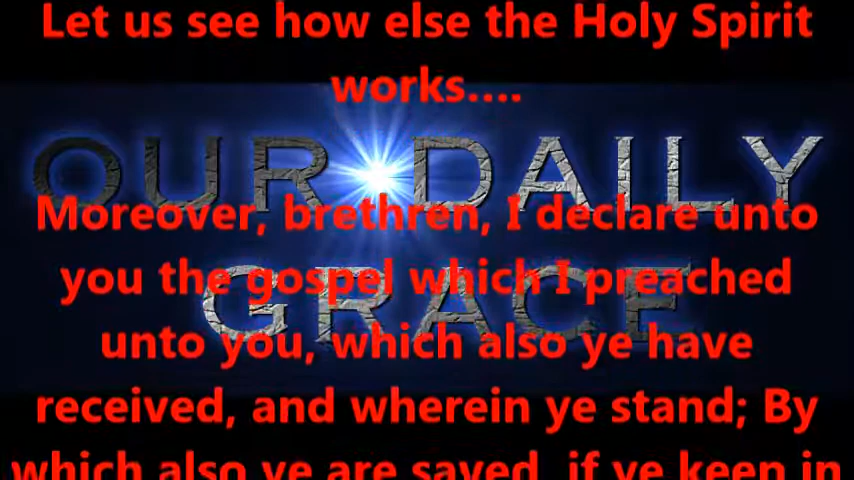 Let us see how else the Holy Spirit
works....
OUR DAILY
Moreover, brethren, I declare unto
you the gospel which I preached
GRACE
unto you, which also ye have
received, and wherein ye stand; By
which also ye are saved, if ye keep in